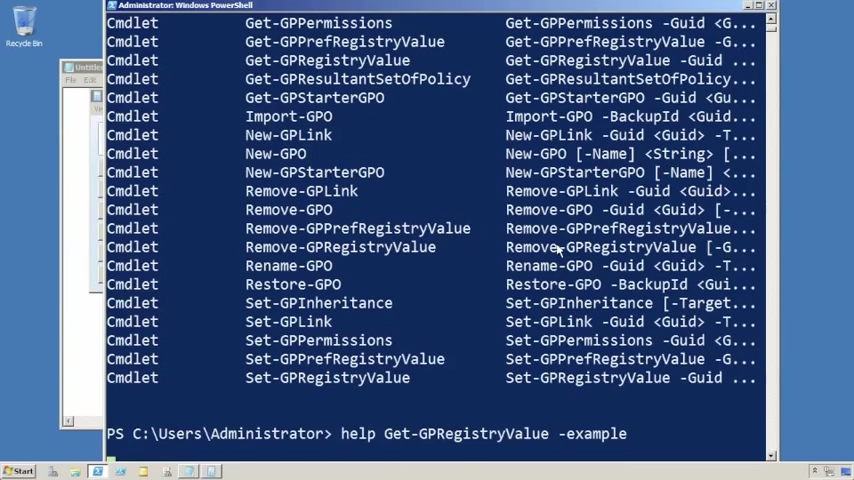 Administrator: Windows PowerShell
Recycle Bin
Untitle
File Edit
Cmdlet Get-GPPermissions Get-GPPermissions -Guid <G...
Cmdlet Get-GPPrefRegistryValue Get-GPPrefRegistryValue -G...
Cmdlet Get-GPRegistryValue Get-GPRegistryValue -Guid ...
Cmdlet Get-GPResultantSetOfPolicy Get-GPResultantSetOfPolicy...
Cmdlet Get-GPStarterGPO Get-GPStarterGPO -Guid <Gu...
Cmdlet Import-GPO Import-GPO -BackupId <Guid...
Cmdlet New-GPLink New-GPLink -Guid <Guid> -T...
Cmdlet New-GPO New-GPO [-Name] <String> [...
Cmdlet New-GPStarterGPO New-GPStarterGPO [-Name] <...
Cmdlet Remove-GPLink Remove-GPLink -Guid <Guid>...
Cmdlet Remove-GPO Remove-GPO -Guid <Guid> [-...
Cmdlet Remove-GPPrefRegistryValue Remove-GPPrefRegistryValue...
Cmdlet Remove-GPRegistryValue Remove-GPRegistryValue [-G...
Cmdlet Rename-GPO Rename-GPO -Guid <Guid> -T...
Cmdlet Restore-GPO Restore-GPO -BackupId <Gui...
Cmdlet Set-GPInheritance Set-GPInheritance [-Target...
Cmdlet Set-GPLink Set-GPLink -Guid <Guid> -T...
Cmdlet Set-GPPermissions Set-GPPermissions -Guid <G...
Cmdlet Set-GPPrefRegistryValue Set-GPPrefRegistryValue -G...
Cmdlet Set-GPRegistryValue Set-GPRegistryValue -Guid ...
PS C:\Users\Administrator> help Get-GPRegistryValue -example
Start